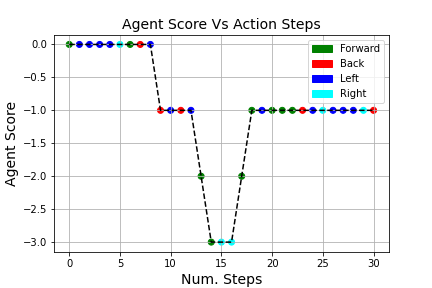 Agent Score Vs Action Steps
Forward
Back
Left
Right
Agent Score
0.0
−0.5
−1.0
−1.5
−2.0
−2.5
−3.0
0 5 10 15 20 25 30
Num. Steps